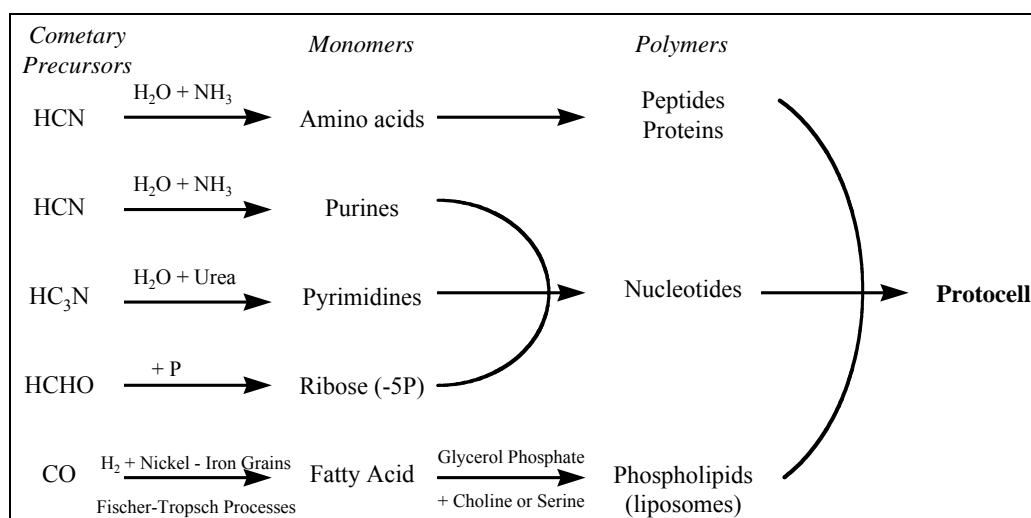 Cometary Precursors
Monomers
Polymers
HCN
H₂O + NH₃
Amino acids
Peptides
Proteins
HCN
H₂O + NH₃
Purines
HC₃N
H₂O + Urea
Pyrimidines
Nucleotides
Protocell
HCHO
+ P
Ribose (-5P)
CO
H₂ + Nickel - Iron Grains
Fischer-Tropsch Processes
Fatty Acid
Glycerol Phosphate
+ Choline or Serine
Phospholipids
(liposomes)